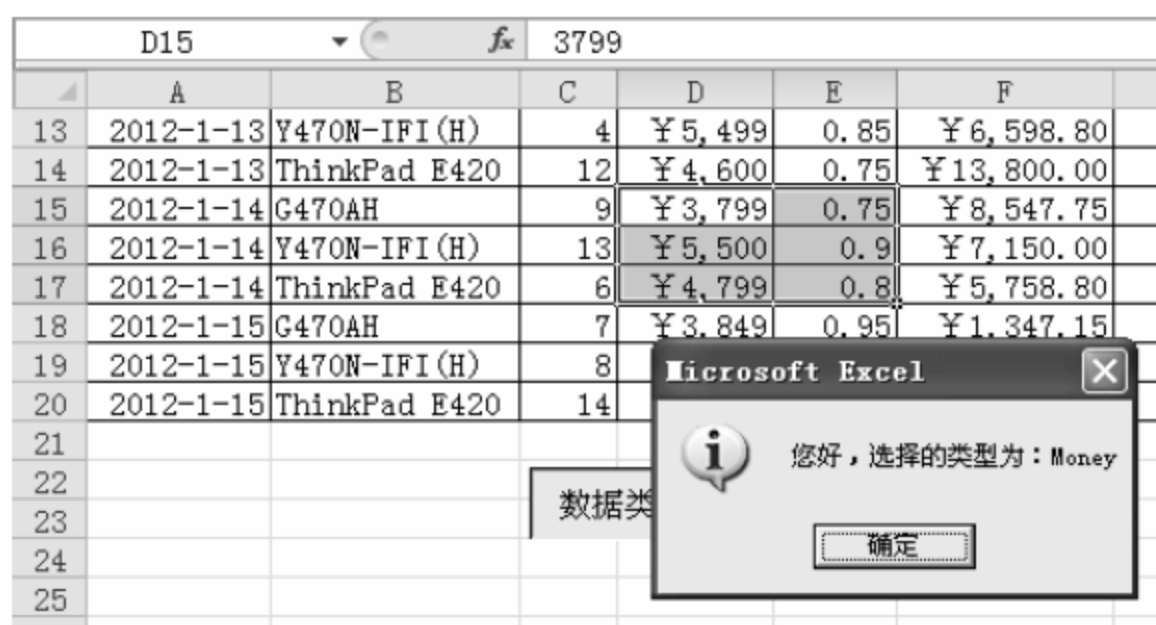 D15 fx 3799
A B C D E F
13 2012-1-13 Y470N-IFI(H) 4 ¥5,499 0.85 ¥6,598.80
14 2012-1-13 ThinkPad E420 12 ¥4,600 0.75 ¥13,800.00
15 2012-1-14 G470AH 9 ¥3,799 0.75 ¥8,547.75
16 2012-1-14 Y470N-IFI(H) 13 ¥5,500 0.9 ¥7,150.00
17 2012-1-14 ThinkPad E420 6 ¥4,799 0.8 ¥5,758.80
18 2012-1-15 G470AH 7 ¥3,849 0.95 ¥1,347.15
19 2012-1-15 Y470N-IFI(H) 8
Microsoft Excel
20 2012-1-15 ThinkPad E420 14
21
您好，选择的类型为：Money
22
数据类
23
确定
24
25